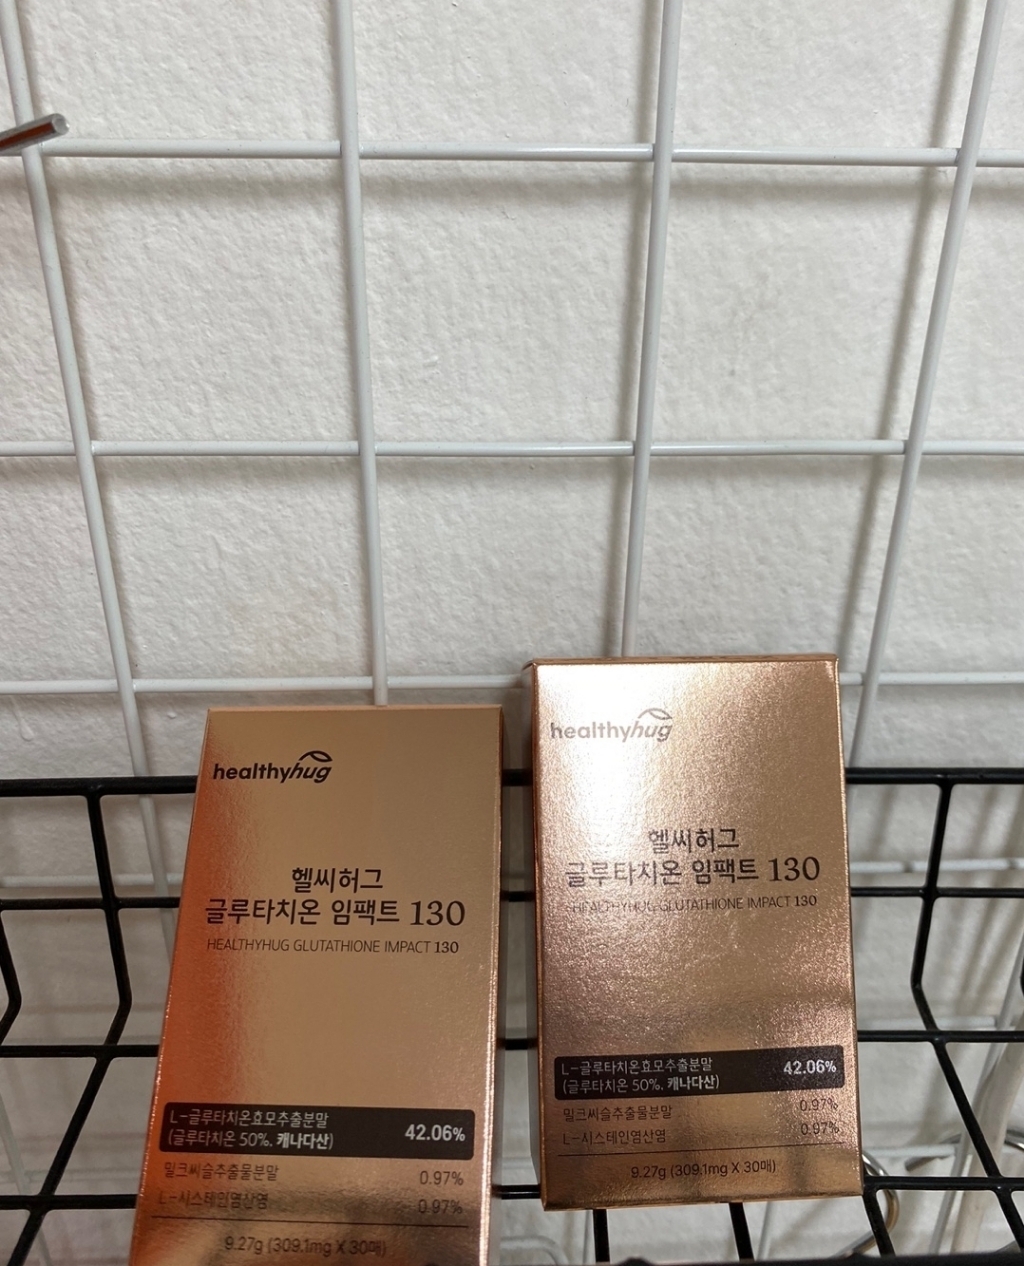 healthyhug
헬씨허그
글루타치온 임팩트 130
HEALTHYHUG GLUTATHIONE IMPACT 130
L-글루타치온효모추출분말
(글루타치온 50%. 캐나다산)
42.06%
밀크씨슬추출물분말 0.97%
L-시스테인염산염 0.97%
9.27g (309.1mg X 30매)
healthyhug
헬씨허그
글루타치온 임팩트 130
HEALTHYHUG GLUTATHIONE IMPACT 130
L-글루타치온효모추출분말
(글루타치온 50%. 캐나다산)
42.06%
밀크씨슬추출물분말 0.97%
L-시스테인염산염 0.97%
9.27g (309.1mg X 30매)